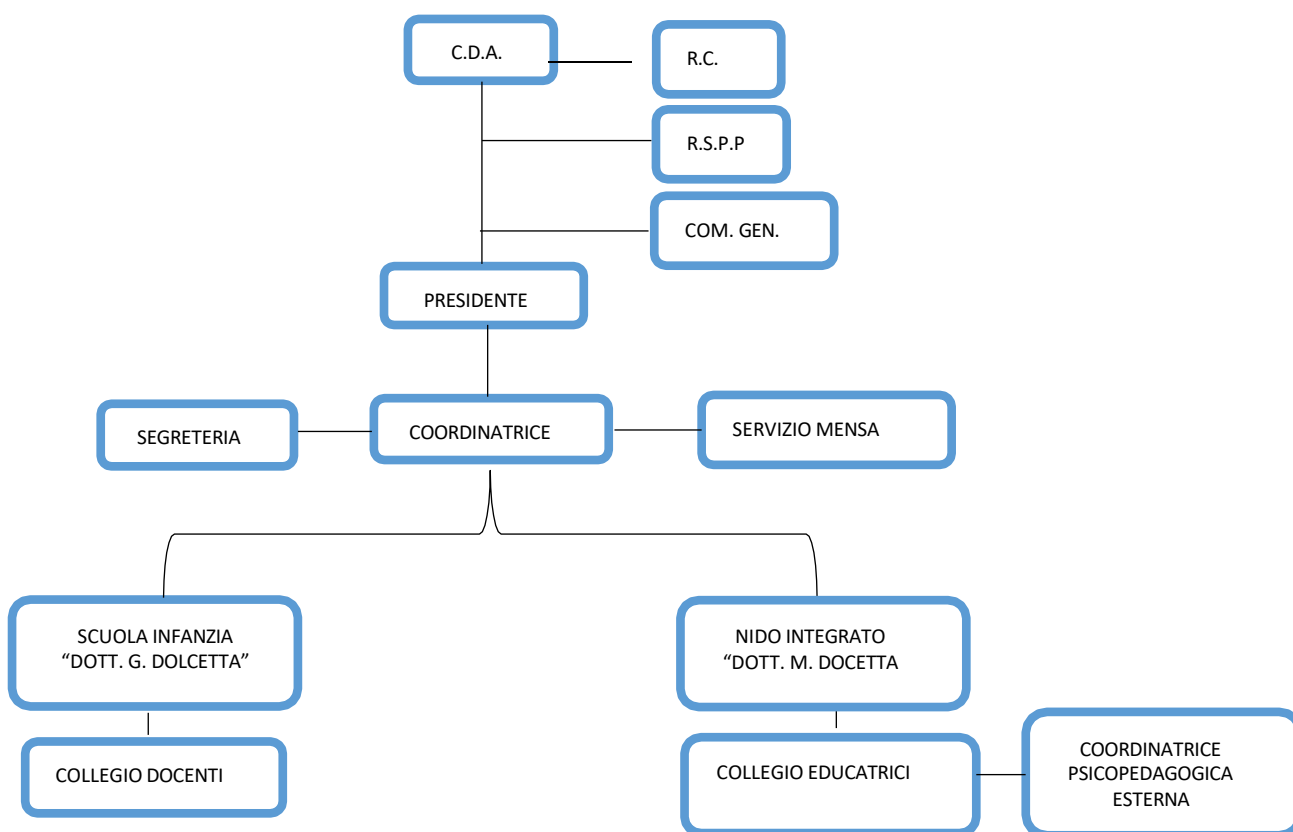 C.D.A.
R.C.
R.S.P.P
COM. GEN.
PRESIDENTE
SEGRETERIA
COORDINATRICE
SERVIZIO MENSA
SCUOLA INFANZIA
“DOTT. G. DOLCETTA”
NIDO INTEGRATO
“DOTT. M. DOCETTA
COLLEGIO DOCENTI
COLLEGIO EDUCATRICI
COORDINATRICE
PSICOPEDAGOGICA
ESTERNA